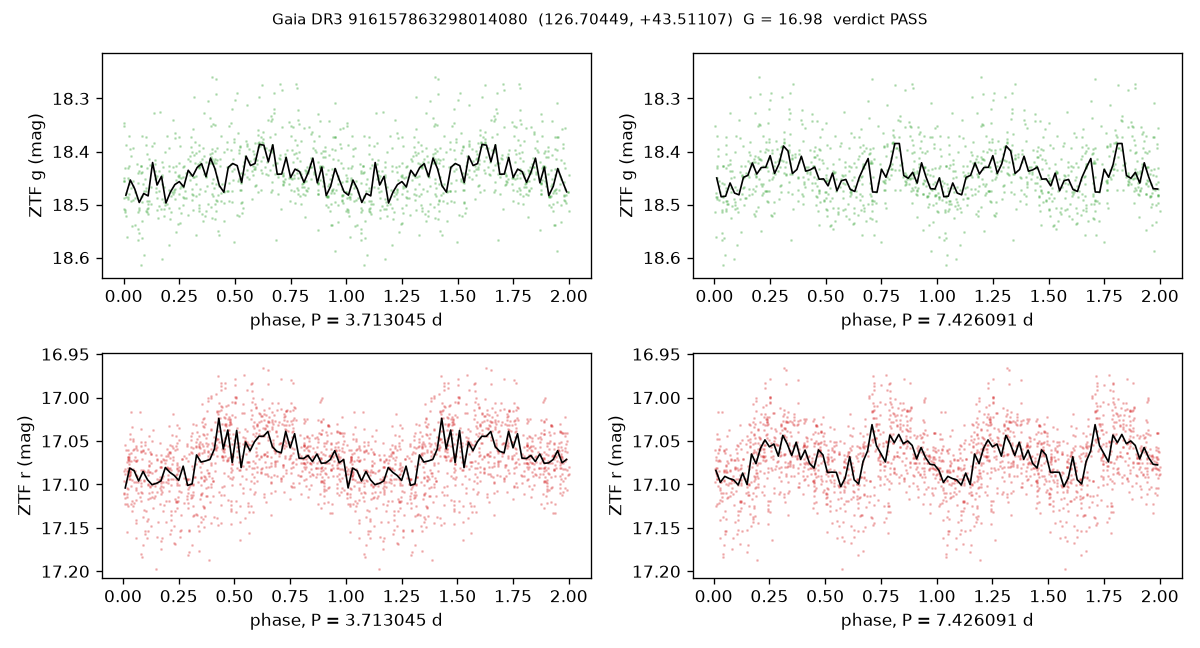 Gaia DR3 916157863298014080 (126.70449, +43.51107) G = 16.98 verdict PASS
ZTF g (mag)
18.3
18.4
18.5
18.6
0.00 0.25 0.50 0.75 1.00 1.25 1.50 1.75 2.00
phase, P = 3.713045 d
ZTF g (mag)
18.3
18.4
18.5
18.6
0.00 0.25 0.50 0.75 1.00 1.25 1.50 1.75 2.00
phase, P = 7.426091 d
ZTF r (mag)
16.95
17.00
17.05
17.10
17.15
17.20
0.00 0.25 0.50 0.75 1.00 1.25 1.50 1.75 2.00
phase, P = 3.713045 d
ZTF r (mag)
16.95
17.00
17.05
17.10
17.15
17.20
0.00 0.25 0.50 0.75 1.00 1.25 1.50 1.75 2.00
phase, P = 7.426091 d